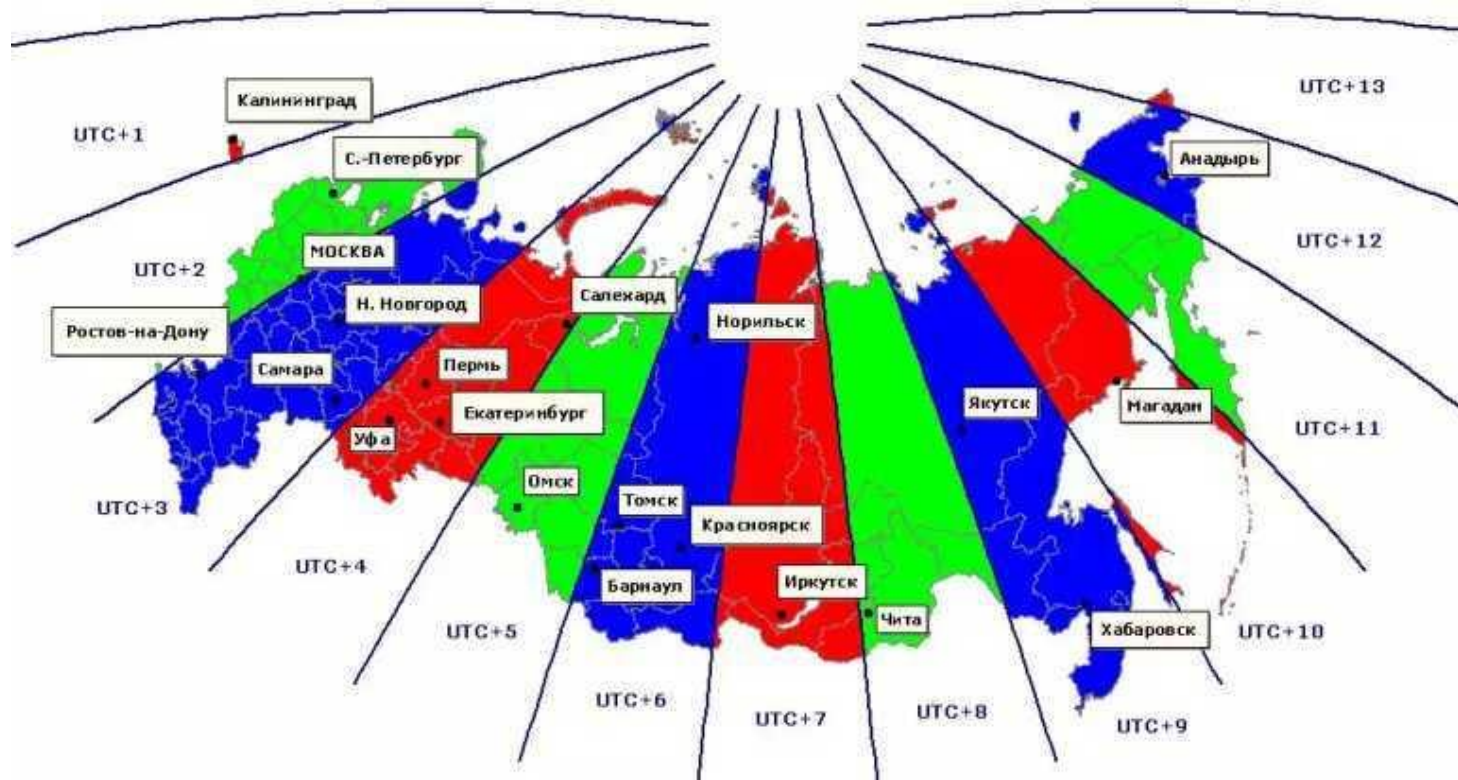 UTC+13
Калининград
UTC+1
С.-Петербург
Анадырь
UTC+12
МОСКВА
UTC+2
Н. Новгород
Салехард
Норильск
Ростов-на-Дону
Самара
Пермь
Екатеринбург
Якутск
Магадан
UTC+11
Уфа
Омск
Томск
UTC+3
Красноярск
UTC+4
Барнаул
Иркутск
Чита
UTC+5
Хабаровск
UTC+10
UTC+6
UTC+7
UTC+8
UTC+9